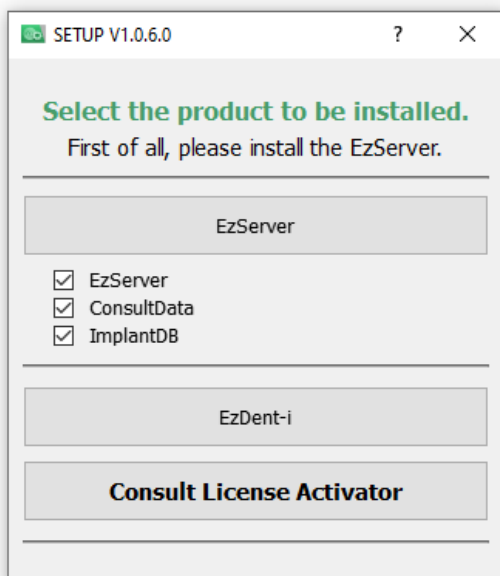 SETUP V1.0.6.0
?
Select the product to be installed.
First of all, please install the EzServer.
EzServer
EzServer
ConsultData
ImplantDB
EzDent-i
Consult License Activator